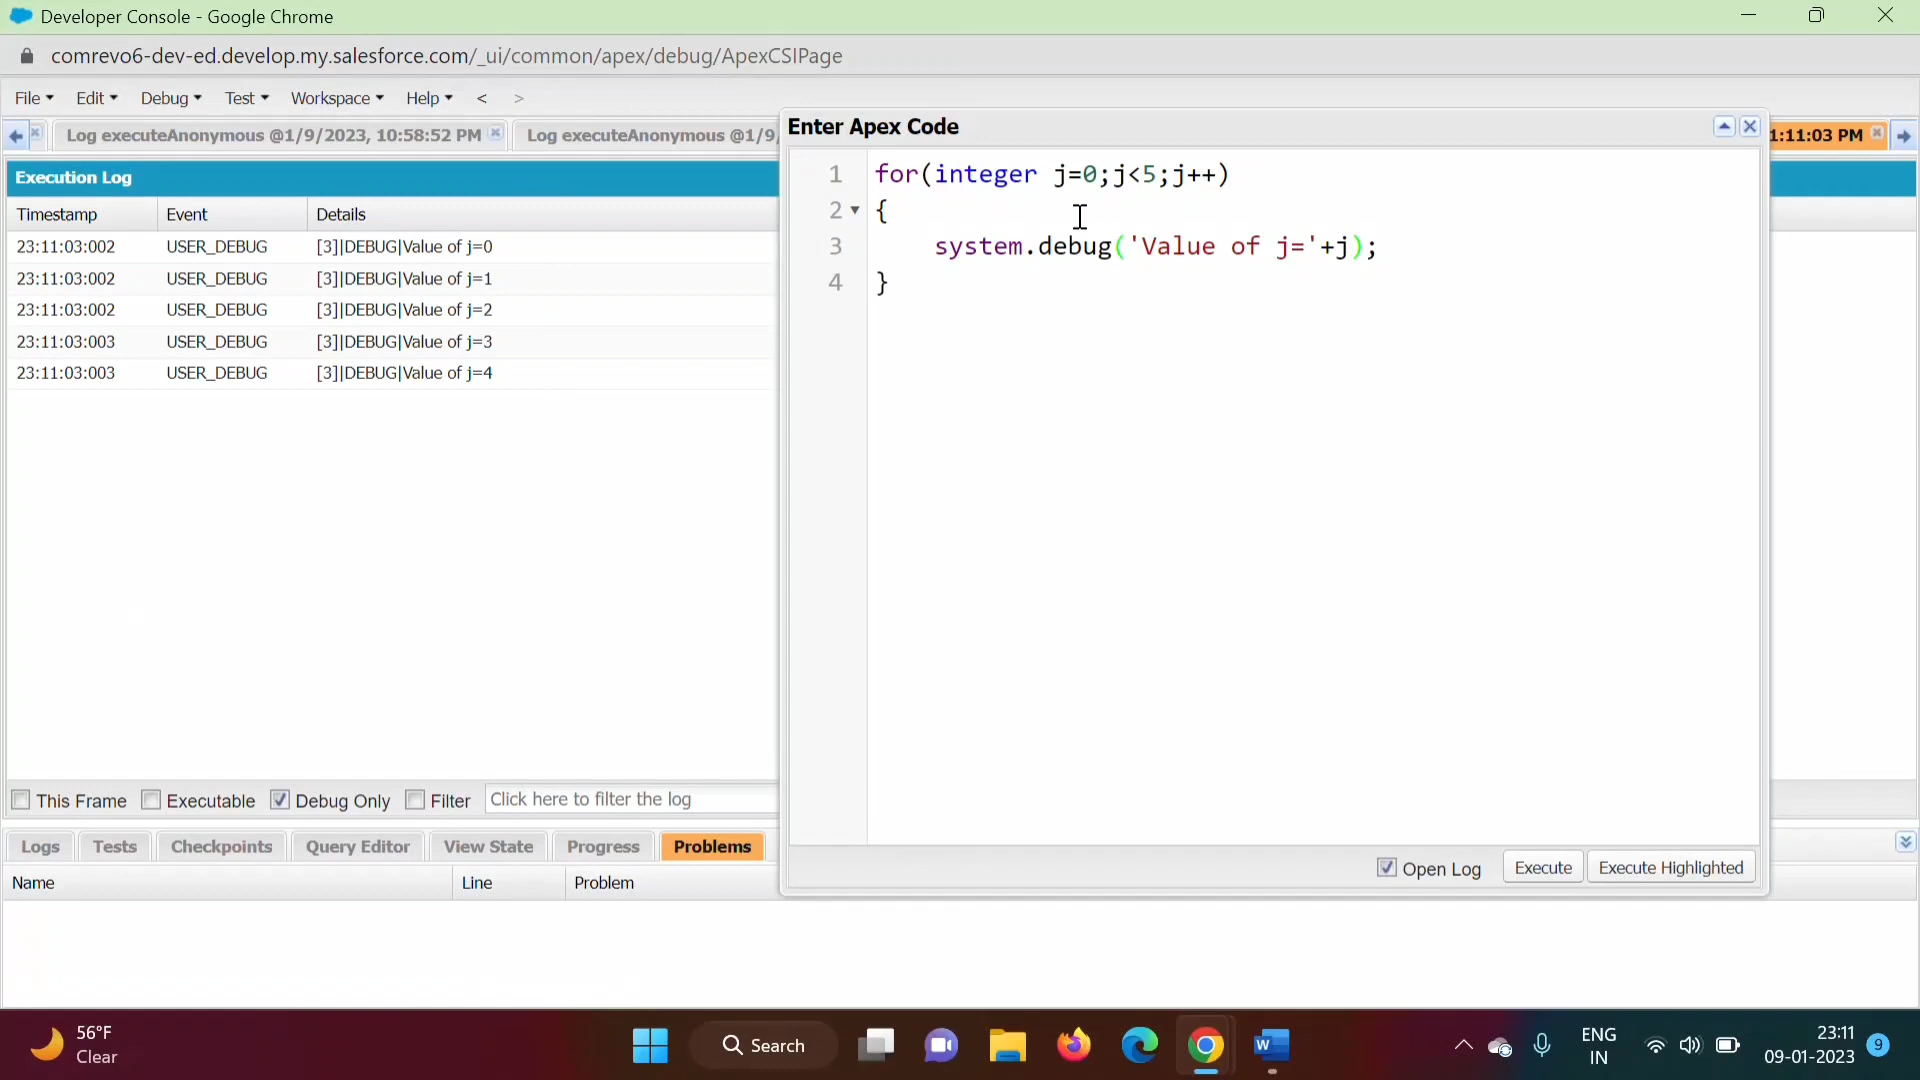 Developer Console - Google Chrome
comrevo6-dev-ed.develop.my.salesforce.com/_ui/common/apex/debug/ApexCSIPage
File Edit Debug Test Workspace Help < >
Log executeAnonymous @1/9/2023, 10:58:52 PM
Log executeAnonymous @1/9
1:11:03 PM
Execution Log
Timestamp Event Details
23:11:03:002 USER_DEBUG [3]|DEBUG|Value of j=0
23:11:03:002 USER_DEBUG [3]|DEBUG|Value of j=1
23:11:03:002 USER_DEBUG [3]|DEBUG|Value of j=2
23:11:03:003 USER_DEBUG [3]|DEBUG|Value of j=3
23:11:03:003 USER_DEBUG [3]|DEBUG|Value of j=4
Enter Apex Code
1 for(integer j=0;j<5;j++)
2 {
3 system.debug('Value of j='+j);
4 }
Open Log Execute Execute Highlighted
This Frame Executable Debug Only Filter Click here to filter the log
Logs Tests Checkpoints Query Editor View State Progress Problems
Name Line Problem
56°F
Clear
Search
W
ENG
IN
23:11
09-01-2023
9